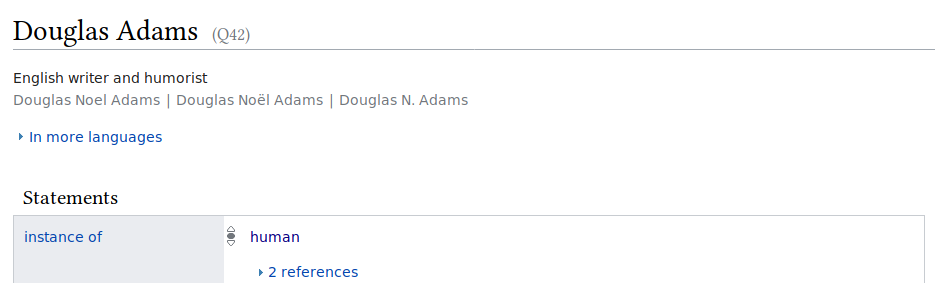 Douglas Adams (Q42)
English writer and humorist
Douglas Noel Adams | Douglas Noël Adams | Douglas N. Adams
In more languages
Statements
instance of human
2 references